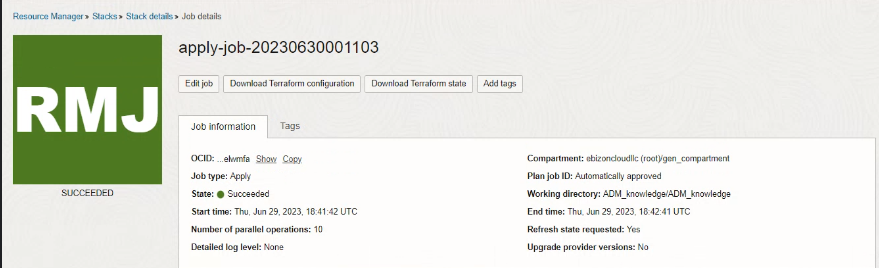 Resource Manager » Stacks » Stack details » Job details
apply-job-20230630001103
RMJ
SUCCEEDED
Edit job Download Terraform configuration Download Terraform state Add tags
Job information Tags
OCID: ...elwmfa Show Copy
Job type: Apply
State: Succeeded
Start time: Thu, Jun 29, 2023, 18:41:42 UTC
Number of parallel operations: 10
Detailed log level: None
Compartment: ebizoncloudllc (root)/gen_compartment
Plan job ID: Automatically approved
Working directory: ADM_knowledge/ADM_knowledge
End time: Thu, Jun 29, 2023, 18:42:41 UTC
Refresh state requested: Yes
Upgrade provider versions: No